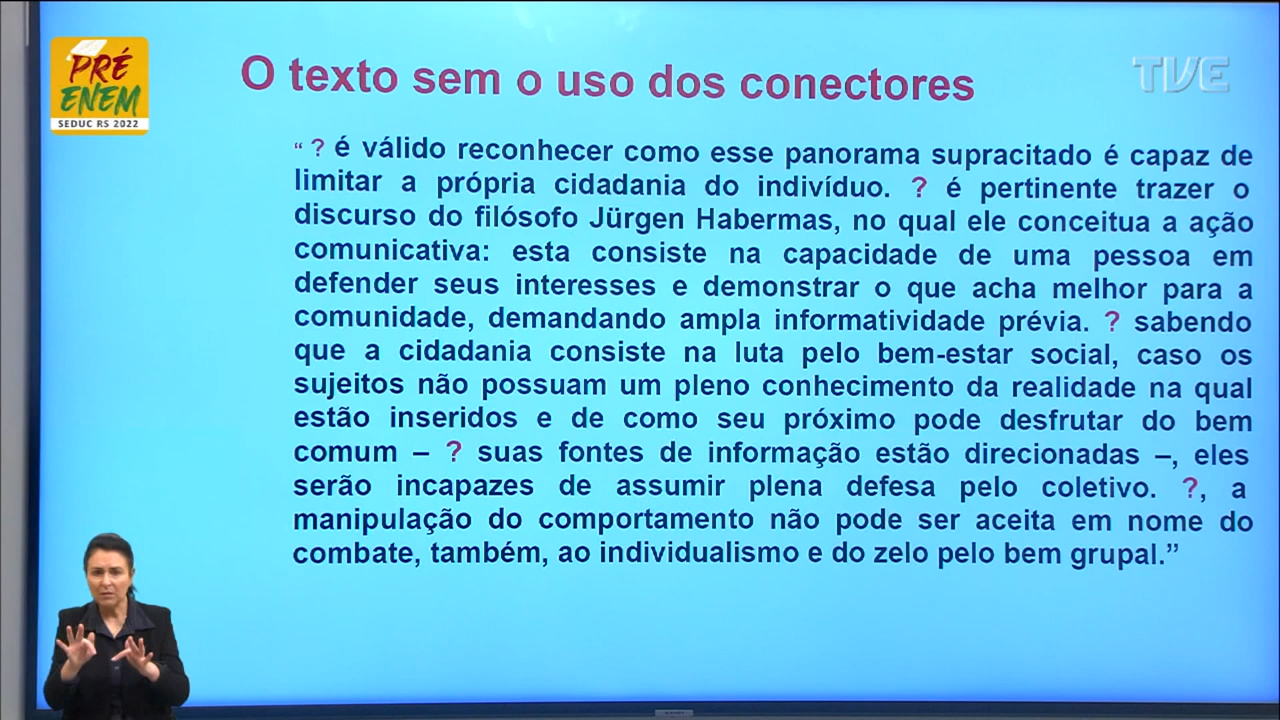 PRÉ
ENEM
SEDUC RS 2022
O texto sem o uso dos conectores
TVE
“ ? é válido reconhecer como esse panorama supracitado é capaz de
limitar a própria cidadania do indivíduo. ? é pertinente trazer o
discurso do filósofo Jürgen Habermas, no qual ele conceitua a ação
comunicativa: esta consiste na capacidade de uma pessoa em
defender seus interesses e demonstrar o que acha melhor para a
comunidade, demandando ampla informatividade prévia. ? sabendo
que a cidadania consiste na luta pelo bem-estar social, caso os
sujeitos não possuam um pleno conhecimento da realidade na qual
estão inseridos e de como seu próximo pode desfrutar do bem
comum – ? suas fontes de informação estão direcionadas –, eles
serão incapazes de assumir plena defesa pelo coletivo. ?, a
manipulação do comportamento não pode ser aceita em nome do
combate, também, ao individualismo e do zelo pelo bem grupal.”